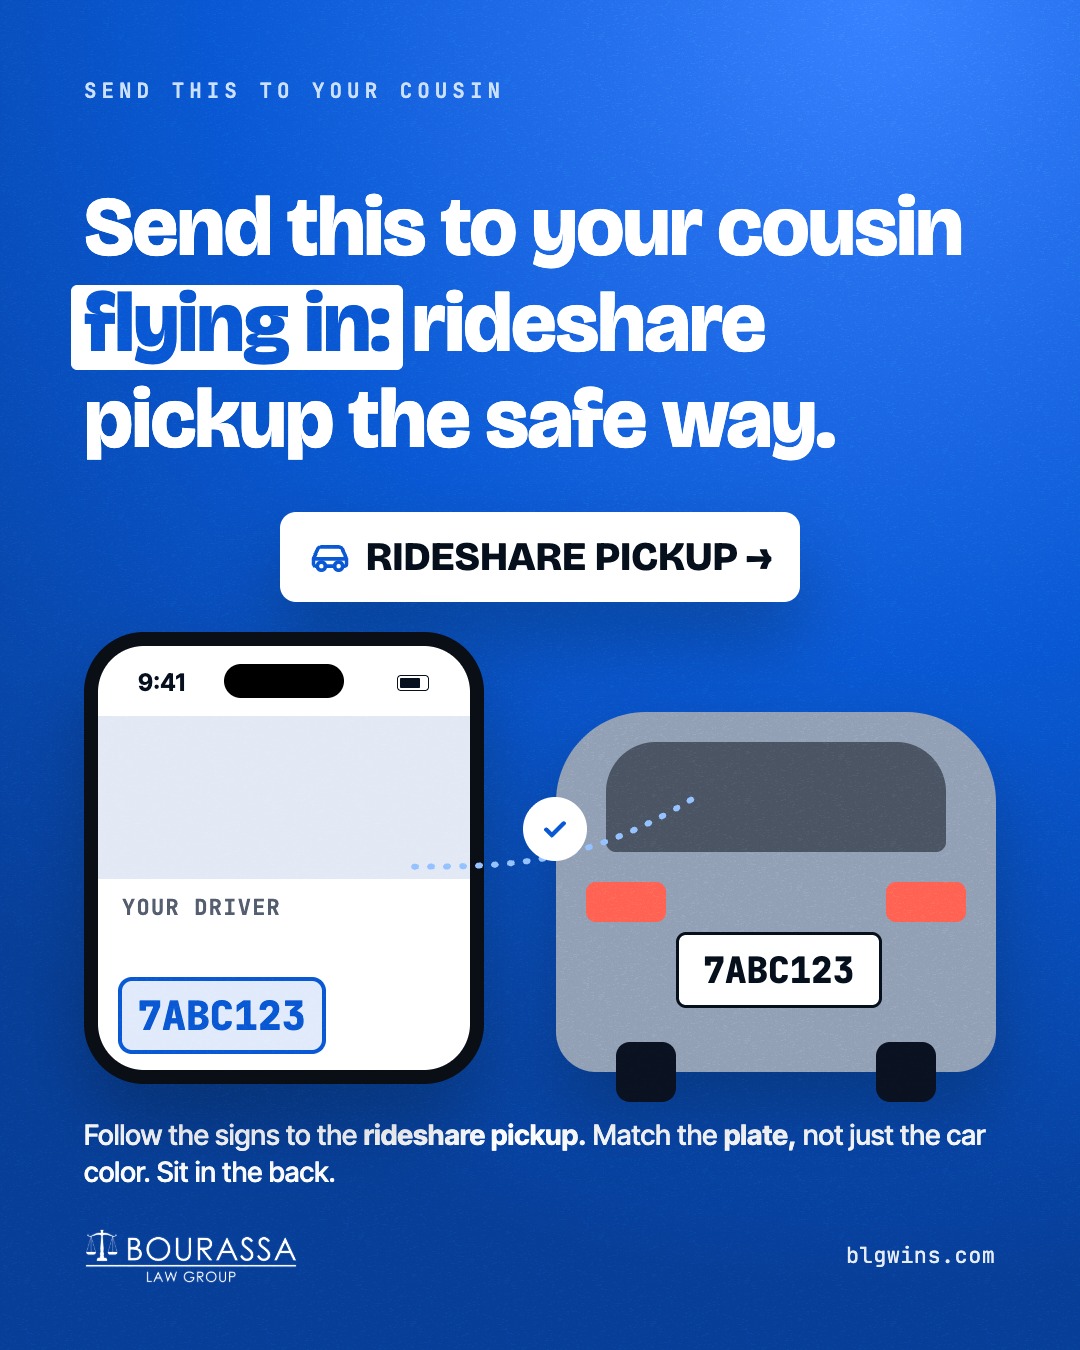 SEND THIS TO YOUR COUSIN
Send this to your cousin
flying in: rideshare
pickup the safe way.
RIDESHARE PICKUP →
9:41
YOUR DRIVER
7ABC123
7ABC123
Follow the signs to the rideshare pickup. Match the plate, not just the car
color. Sit in the back.
BOURASSA
LAW GROUP
blgwins.com